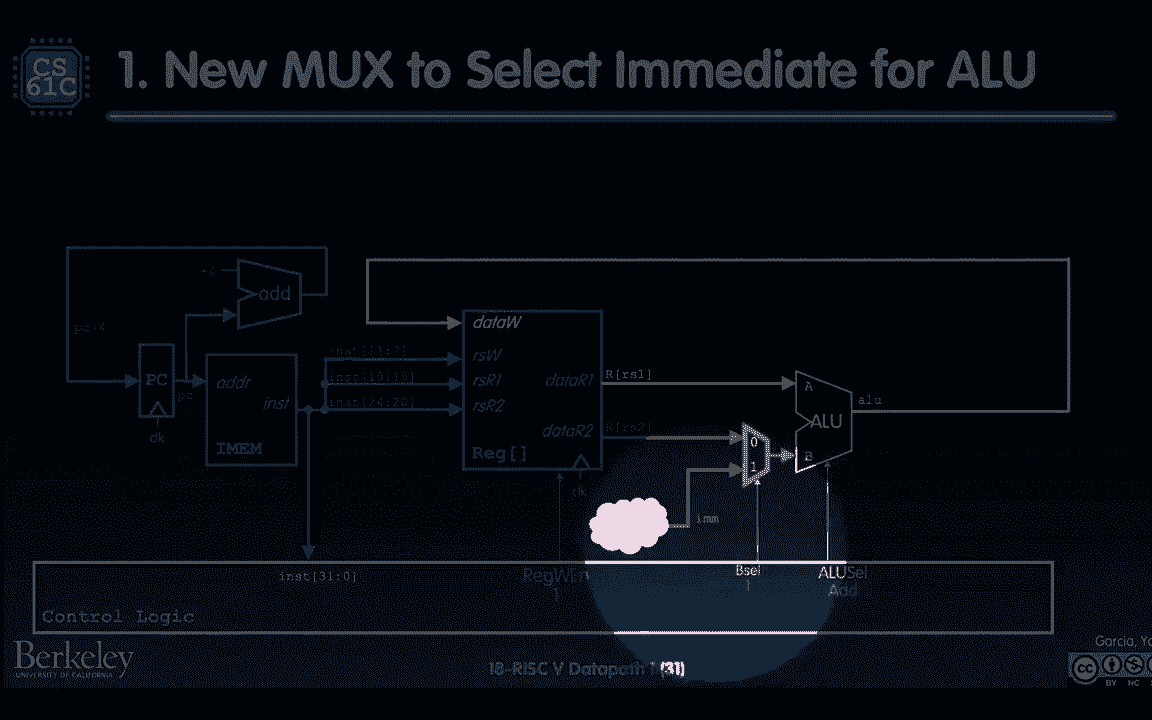 CS
61C
1. New MUX to Select Immediate for ALU
+4
add
pc+4
dataW
inst[11:7]
rsW
PC
addr
inst[19:15]
rsR1
dataR1
R[rs1]
A
alu
pc
inst
inst[24:20]
rsR2
ALU
clk
IMEM
dataR2
R[rs2]
0
Reg[]
1
B
clk
imm
inst[31:0]
RegWEn
1
Bsel
1
ALUSel
Add
Control Logic
Berkeley
UNIVERSITY OF CALIFORNIA
18-RISC V Datapath 1 (31)
Garcia, Yo
cc
BY NC